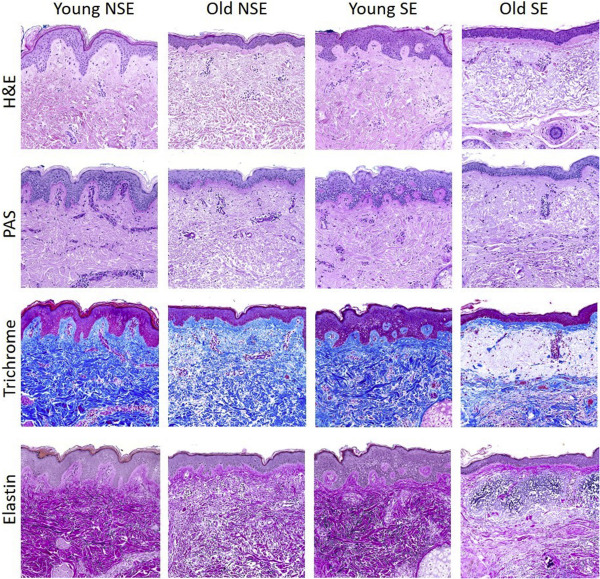 Young NSE
Old NSE
Young SE
Old SE
H&E
PAS
Trichrome
Elastin